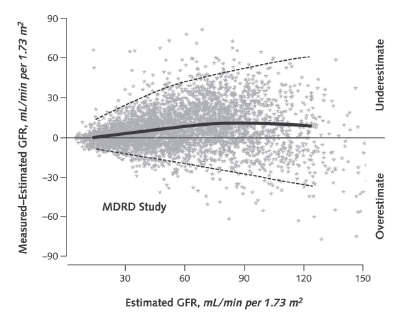 90
60
30
0
−30
−60
−90
Measured–Estimated GFR, mL/min per 1.73 m²
MDRD Study
Underestimate
Overestimate
30 60 90 120 150
Estimated GFR, mL/min per 1.73 m²